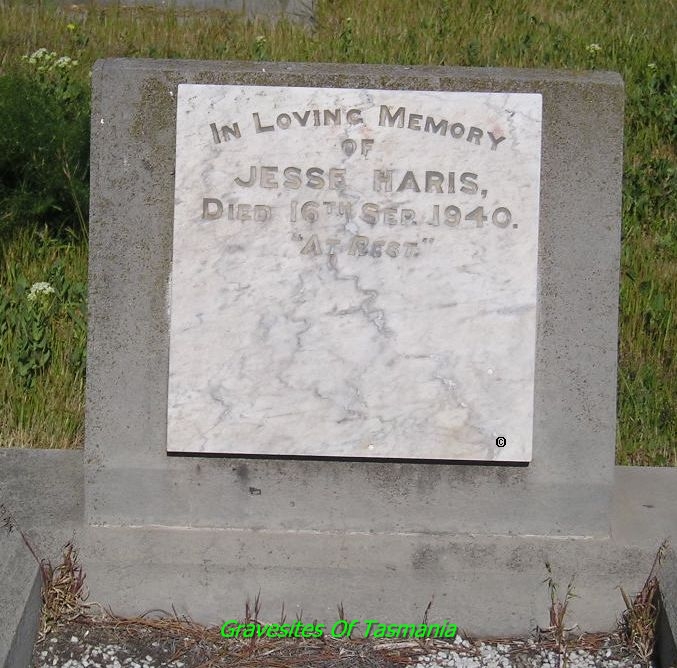 In Loving Memory
OF
JESSE HARIS,
DIED 16TH SEP. 1940.
"AT REST."
©
Gravesites Of Tasmania